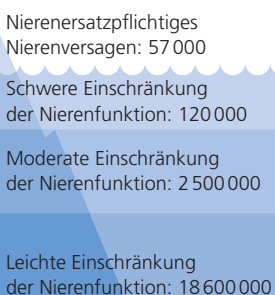 Nierenersatzpflichtiges
Nierenversagen: 57 000
Schwere Einschränkung
der Nierenfunktion: 120 000
Moderate Einschränkung
der Nierenfunktion: 2 500 000
Leichte Einschränkung
der Nierenfunktion: 18 600 000